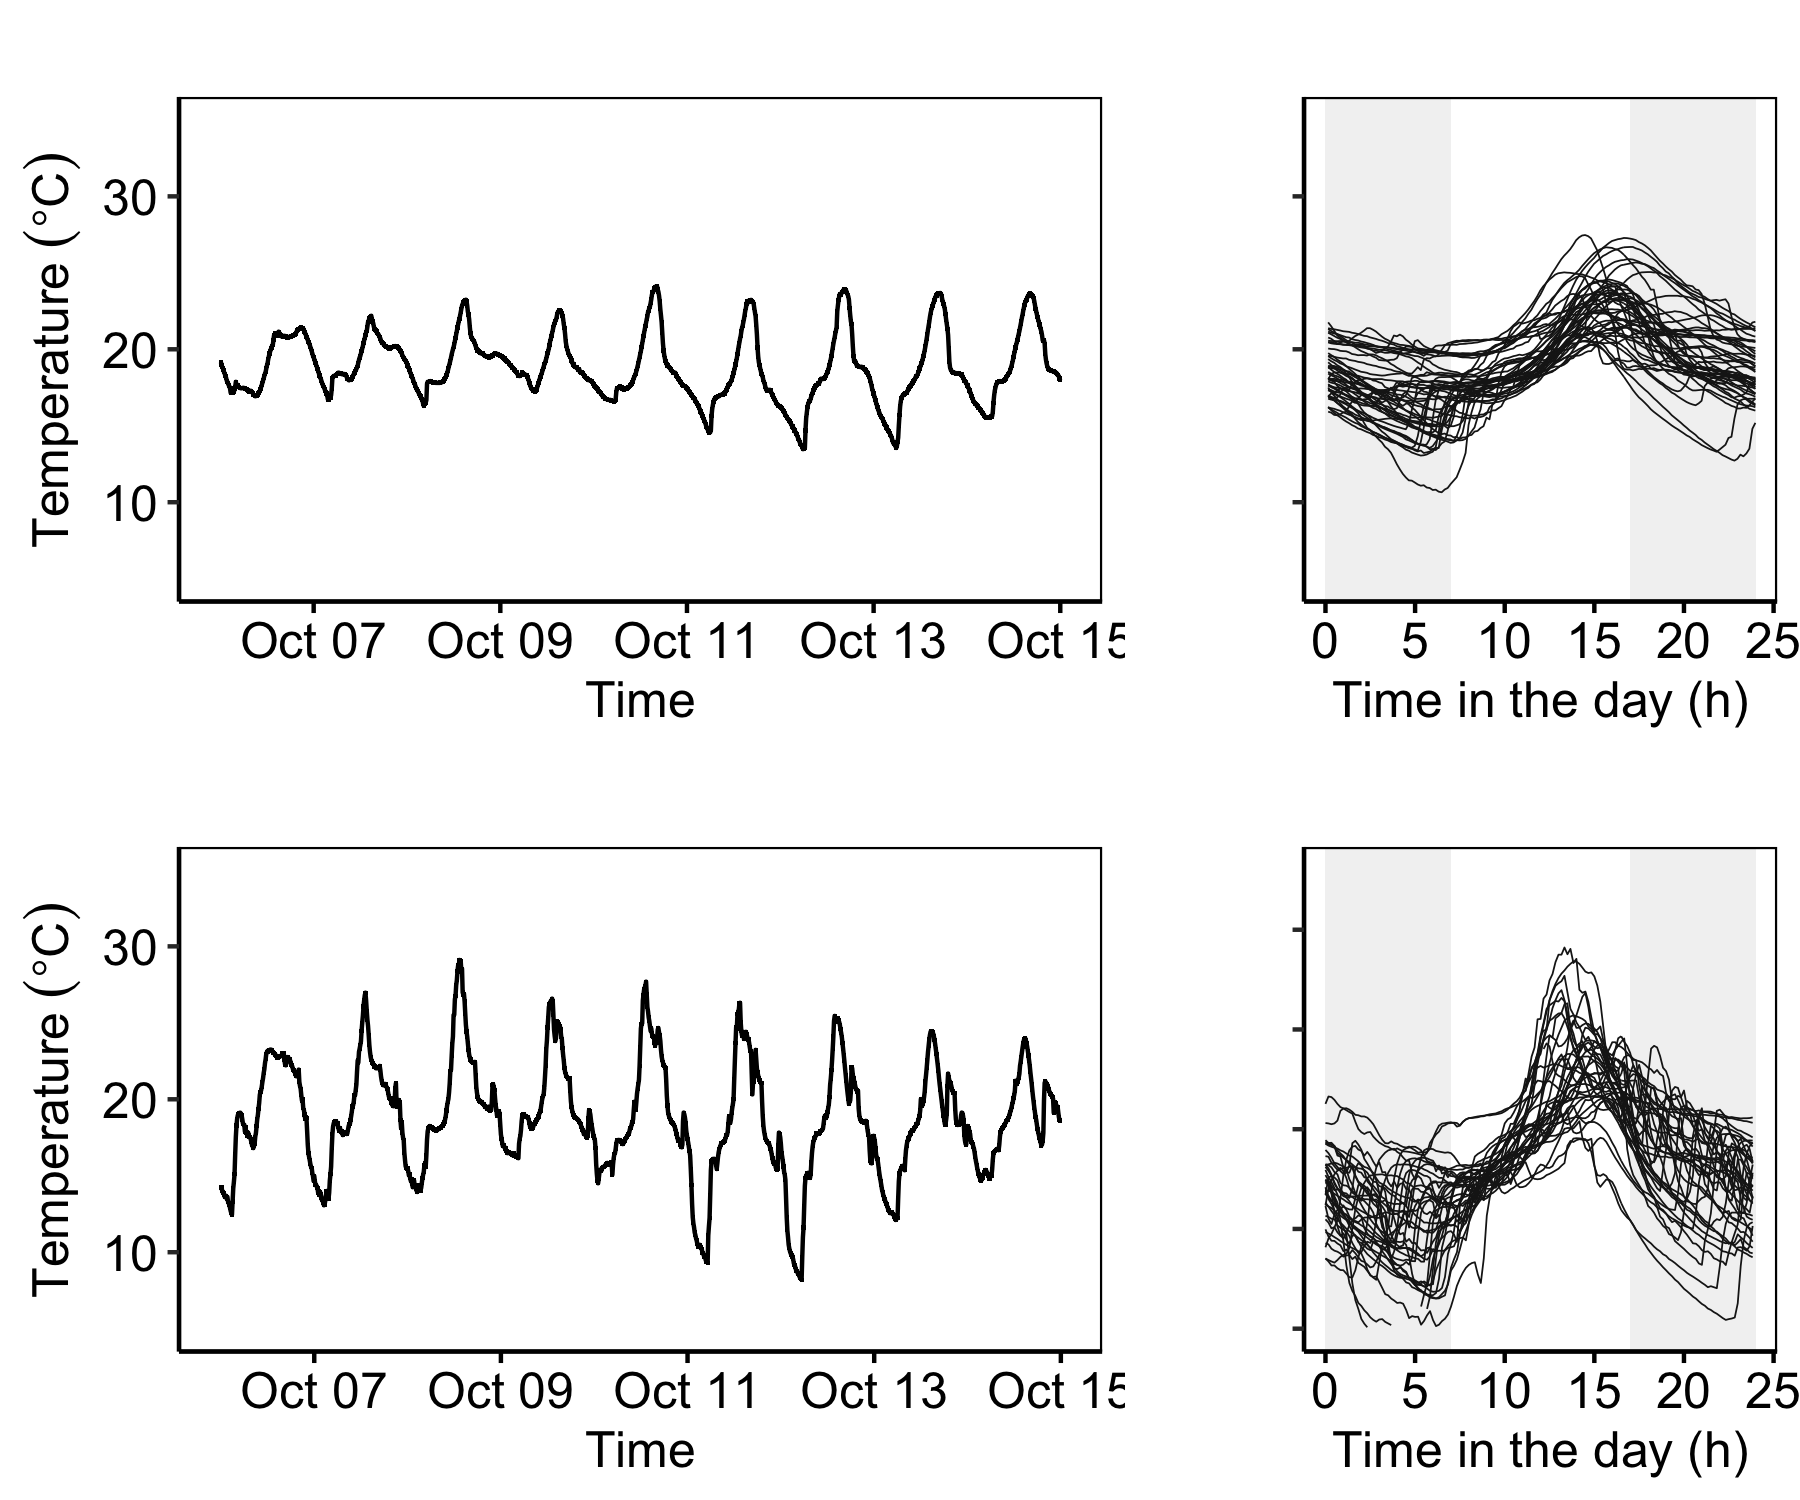 Temperature (°C)
30
20
10
Oct 07 Oct 09 Oct 11 Oct 13 Oct 15
Time
0 5 10 15 20 25
Time in the day (h)
Temperature (°C)
30
20
10
Oct 07 Oct 09 Oct 11 Oct 13 Oct 15
Time
0 5 10 15 20 25
Time in the day (h)